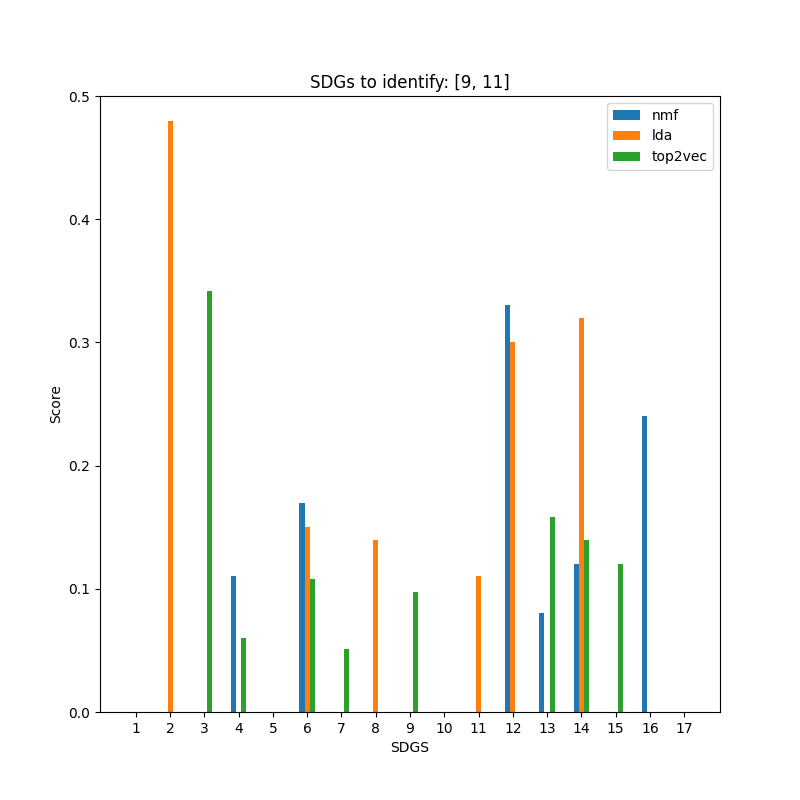 SDGs to identify: [9, 11]
nmf
lda
top2vec
0.5
0.4
0.3
0.2
0.1
0.0
Score
1 2 3 4 5 6 7 8 9 10 11 12 13 14 15 16 17
SDGS